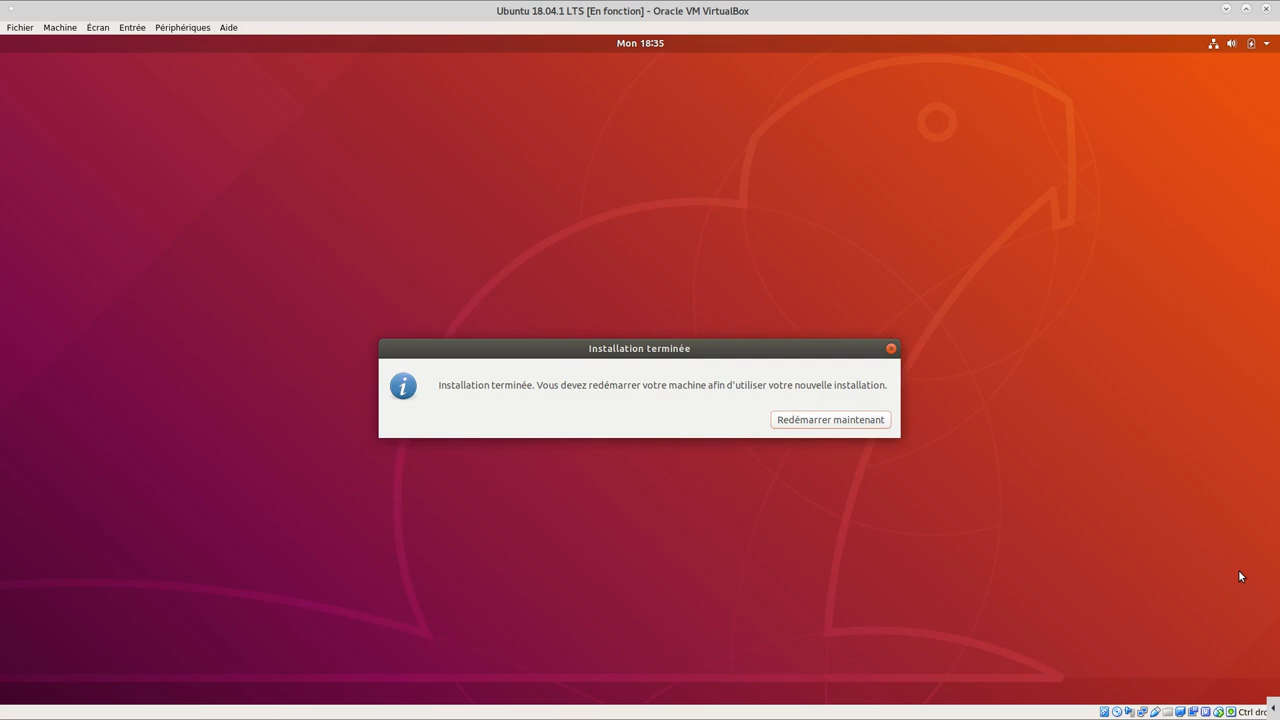 Ubuntu 18.04.1 LTS [En fonction] - Oracle VM VirtualBox
Fichier Machine Écran Entrée Périphériques Aide
Mon 18:35
Installation terminée
Installation terminée. Vous devez redémarrer votre machine afin d'utiliser votre nouvelle installation.
Redémarrer maintenant
Ctrl dro